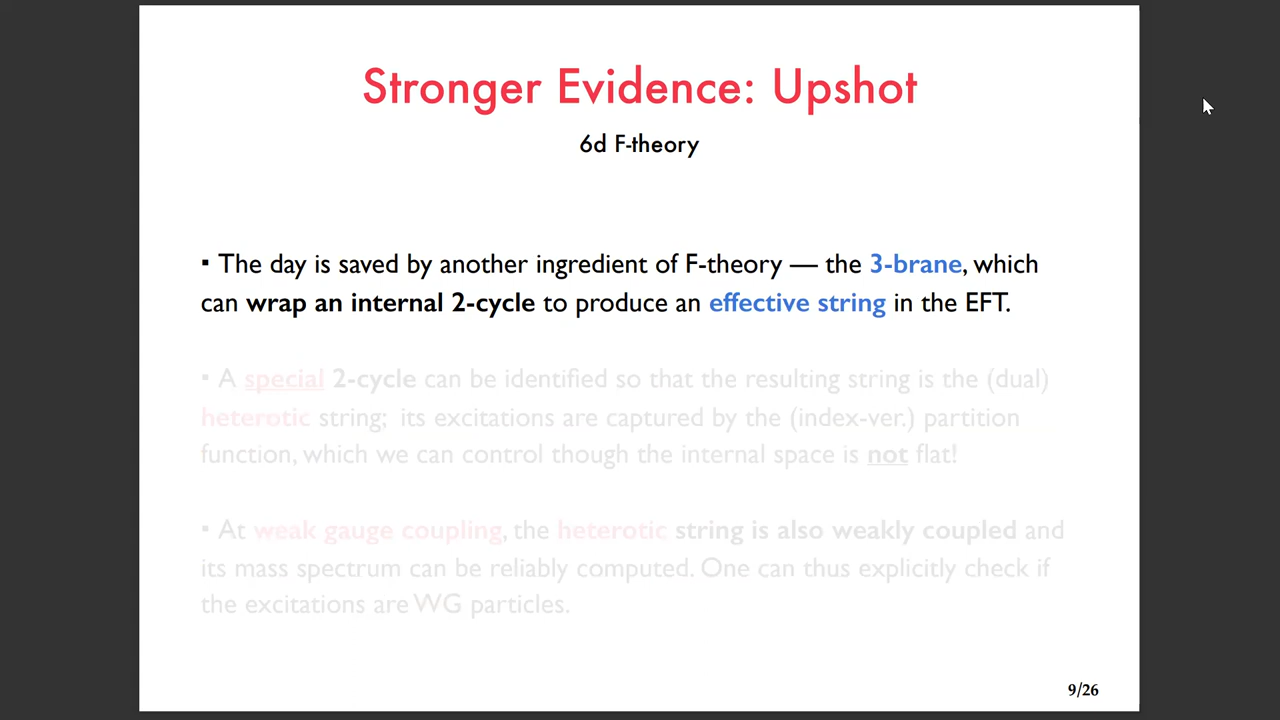 Stronger Evidence: Upshot
6d F-theory
▪ The day is saved by another ingredient of F-theory — the 3-brane, which
can wrap an internal 2-cycle to produce an effective string in the EFT.
▪ A special 2-cycle can be identified so that the resulting string is the (dual)
heterotic string; its excitations are captured by the (index-ver.) partition
function, which we can control though the internal space is not flat!
▪ At weak gauge coupling, the heterotic string is also weakly coupled and
its mass spectrum can be reliably computed. One can thus explicitly check if
the excitations are WG particles.
9/26